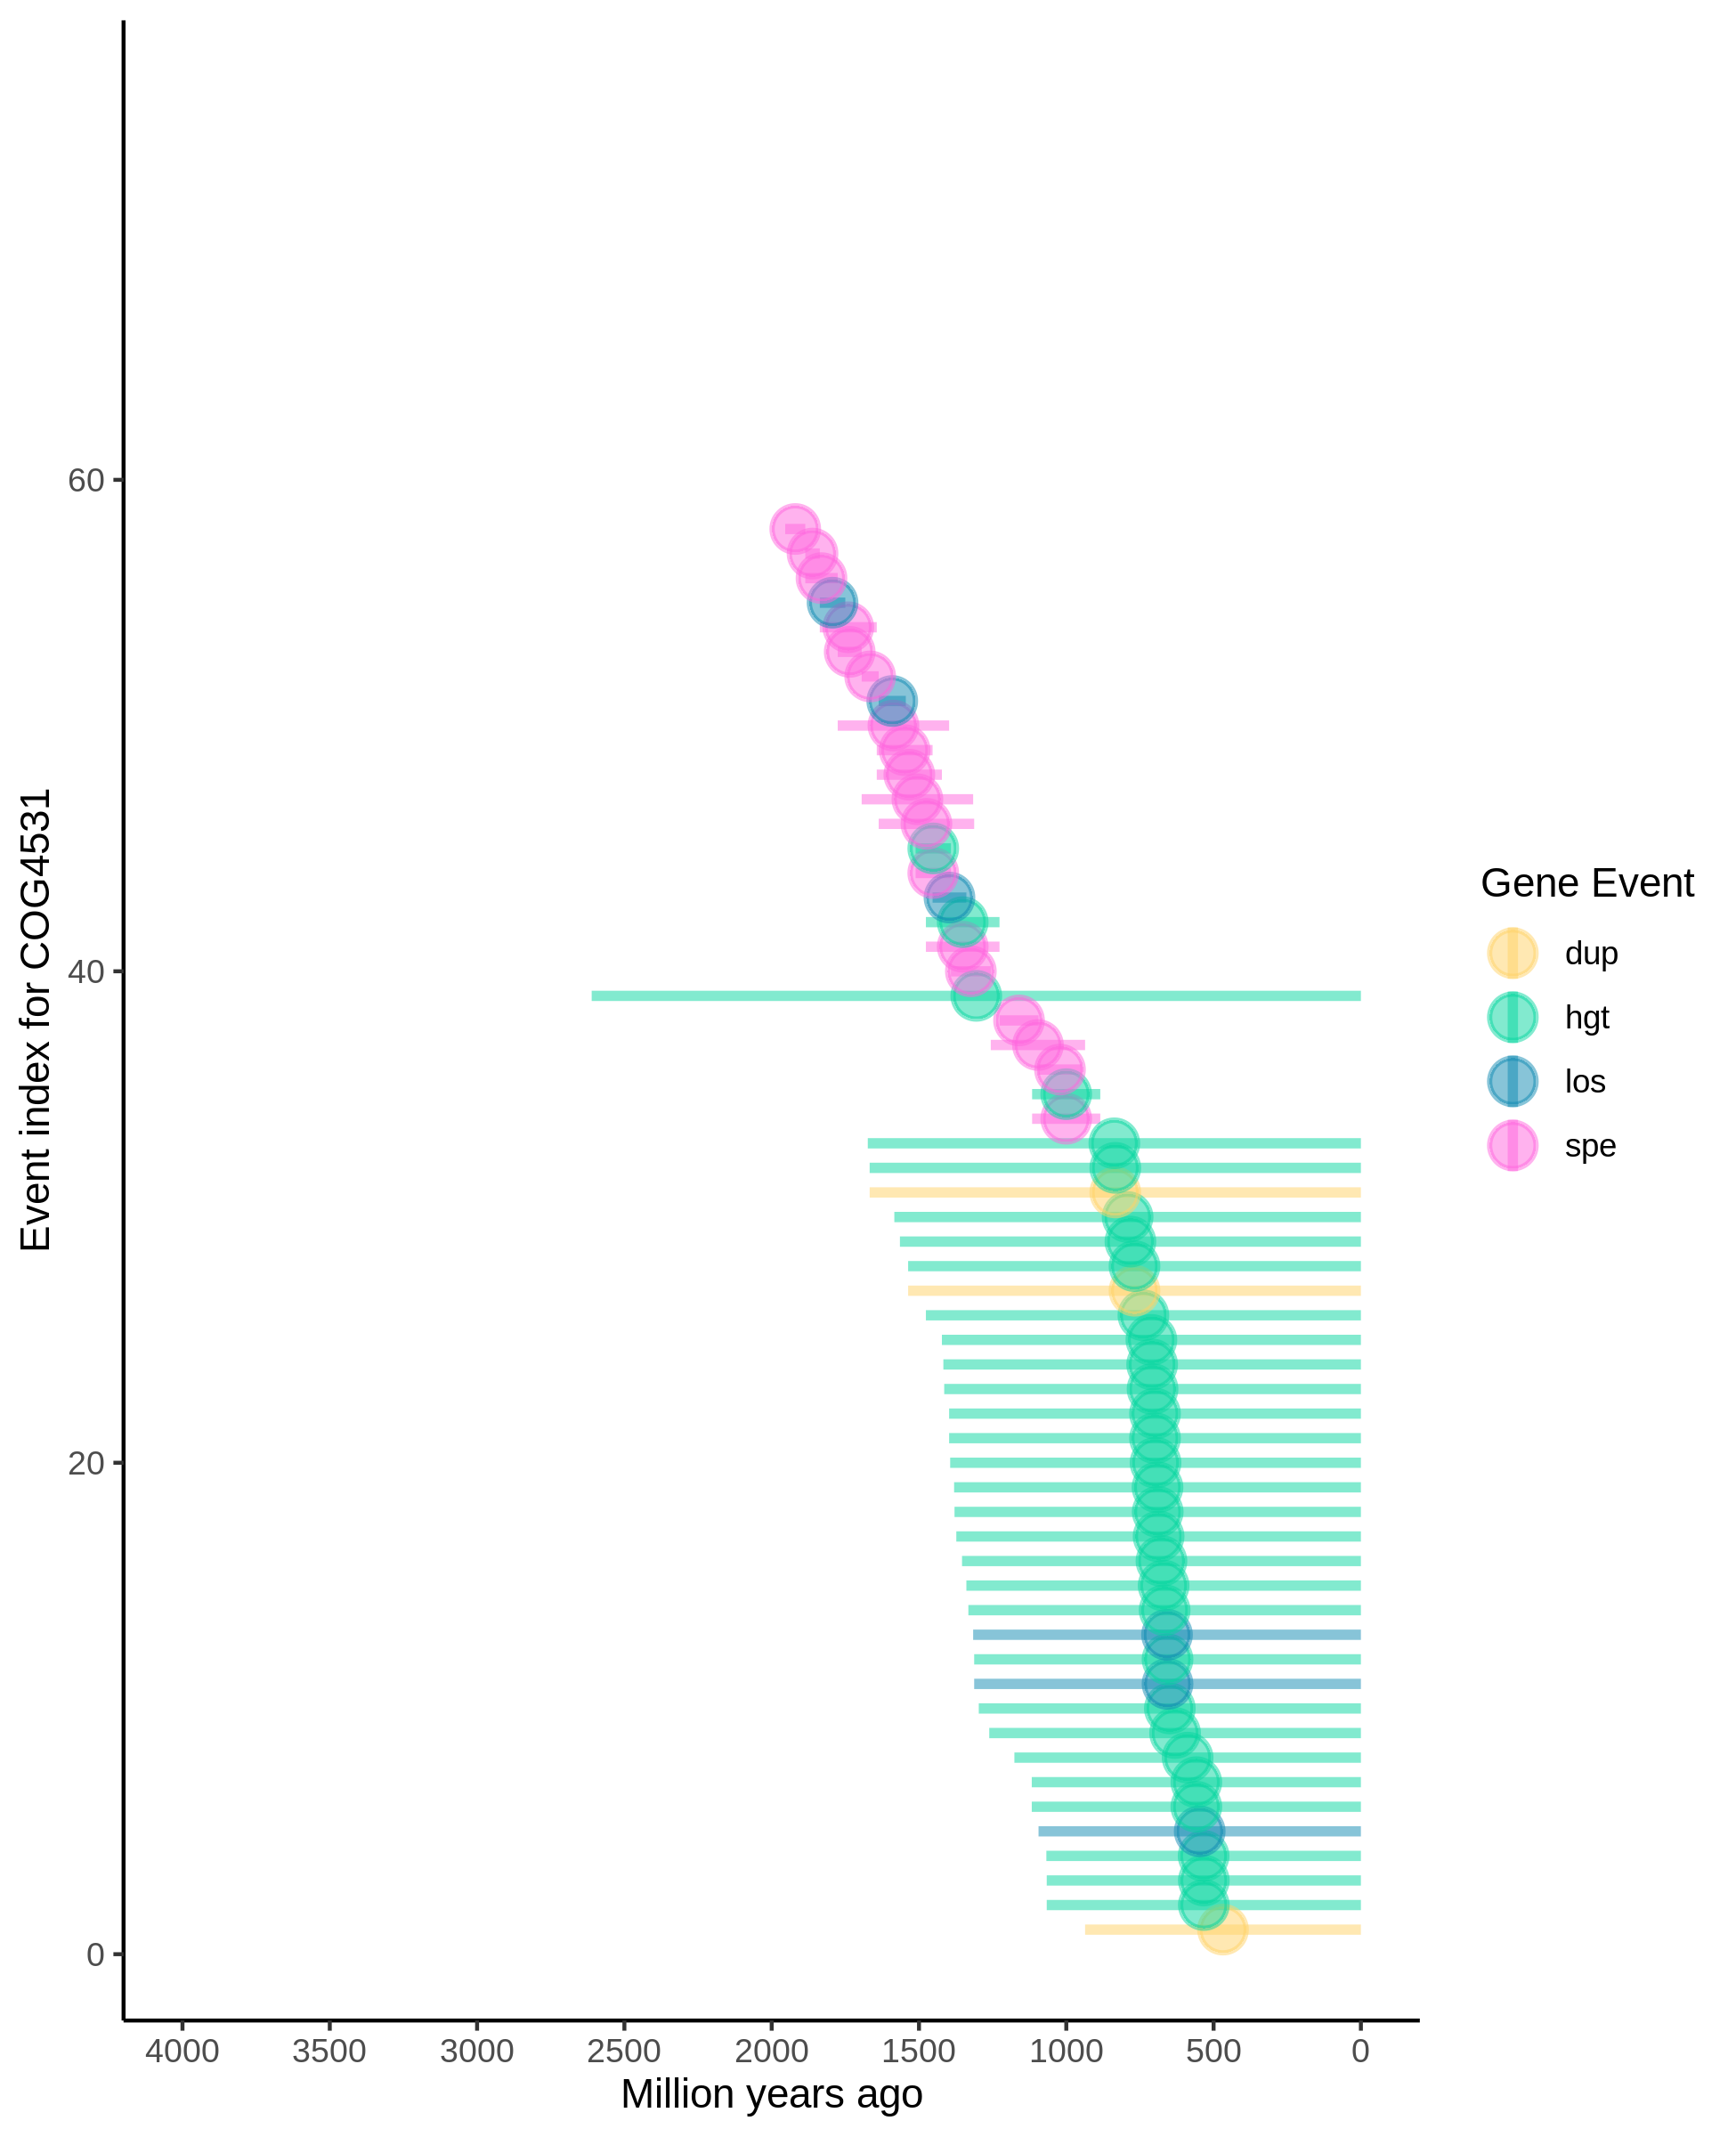 Event index for COG4531
60
40
20
0
4000 3500 3000 2500 2000 1500 1000 500 0
Million years ago
Gene Event
dup
hgt
los
spe